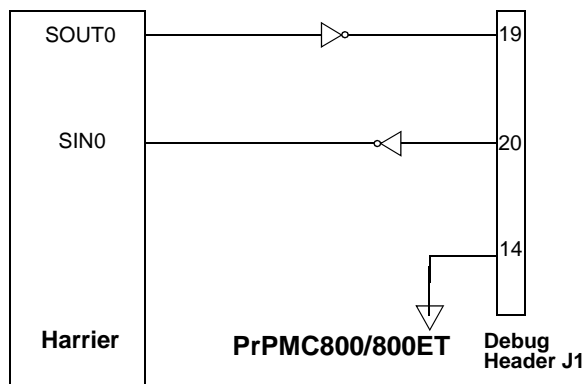 SOUT0
19
SIN0
20
14
Harrier
PrPMC800/800ET
Debug
Header J1